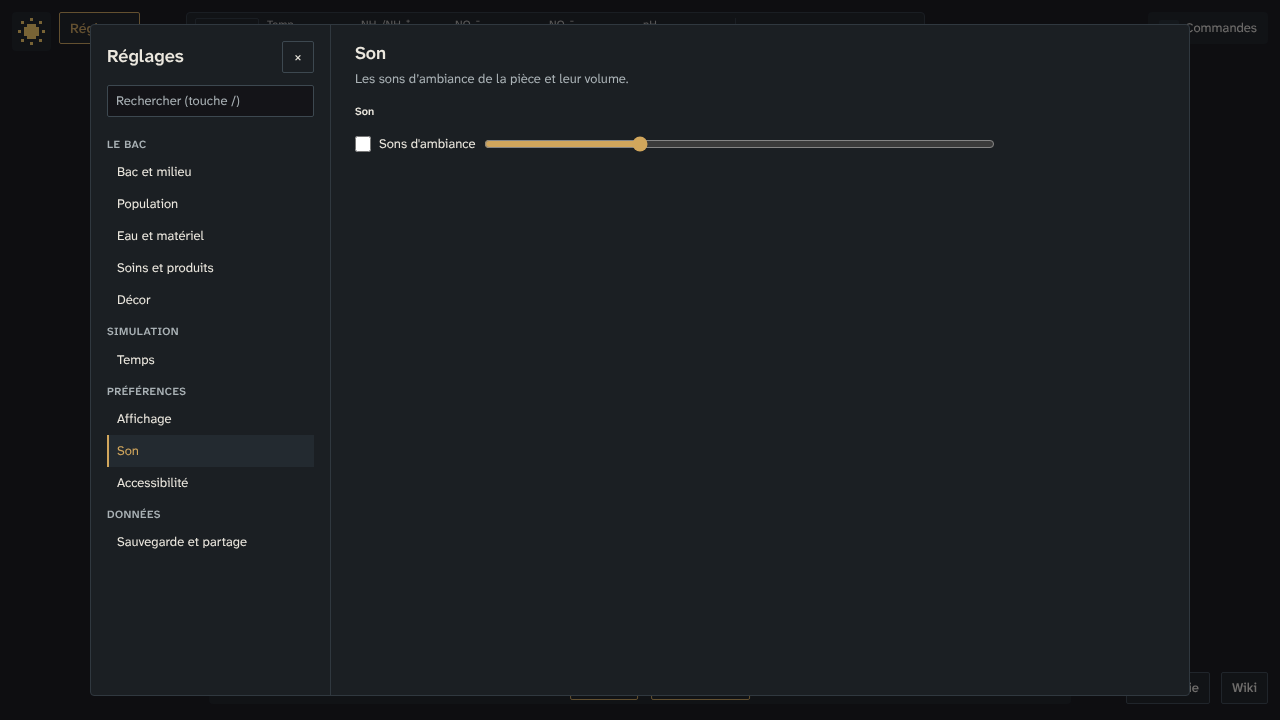 Réglages
×
Rechercher (touche /)
LE BAC
Bac et milieu
Population
Eau et matériel
Soins et produits
Décor
SIMULATION
Temps
PRÉFÉRENCES
Affichage
Son
Accessibilité
DONNÉES
Sauvegarde et partage
Son
Les sons d'ambiance de la pièce et leur volume.
Son
Sons d'ambiance
Commandes
Wiki